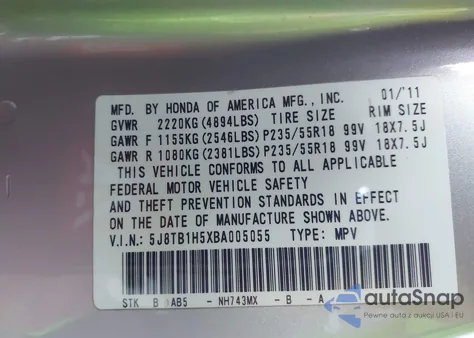 MFD. BY HONDA OF AMERICA MFG., INC. 01/'11
GVWR 2220KG(4894LBS) TIRE SIZE RIM SIZE
GAWR F 1155KG(2546LBS)P235/55R18 99V 18X7.5J
GAWR R 1080KG(2381LBS)P235/55R18 99V 18X7.5J
THIS VEHICLE CONFORMS TO ALL APPLICABLE
FEDERAL MOTOR VEHICLE SAFETY
AND THEFT PREVENTION STANDARDS IN EFFECT
ON THE DATE OF MANUFACTURE SHOWN ABOVE.
V.I.N.: 5J8TB1H5XBA005055 TYPE: MPV
STK B AB5 - NH743MX - B - A
autoSnap
Pewne auta z aukcji USA i EU